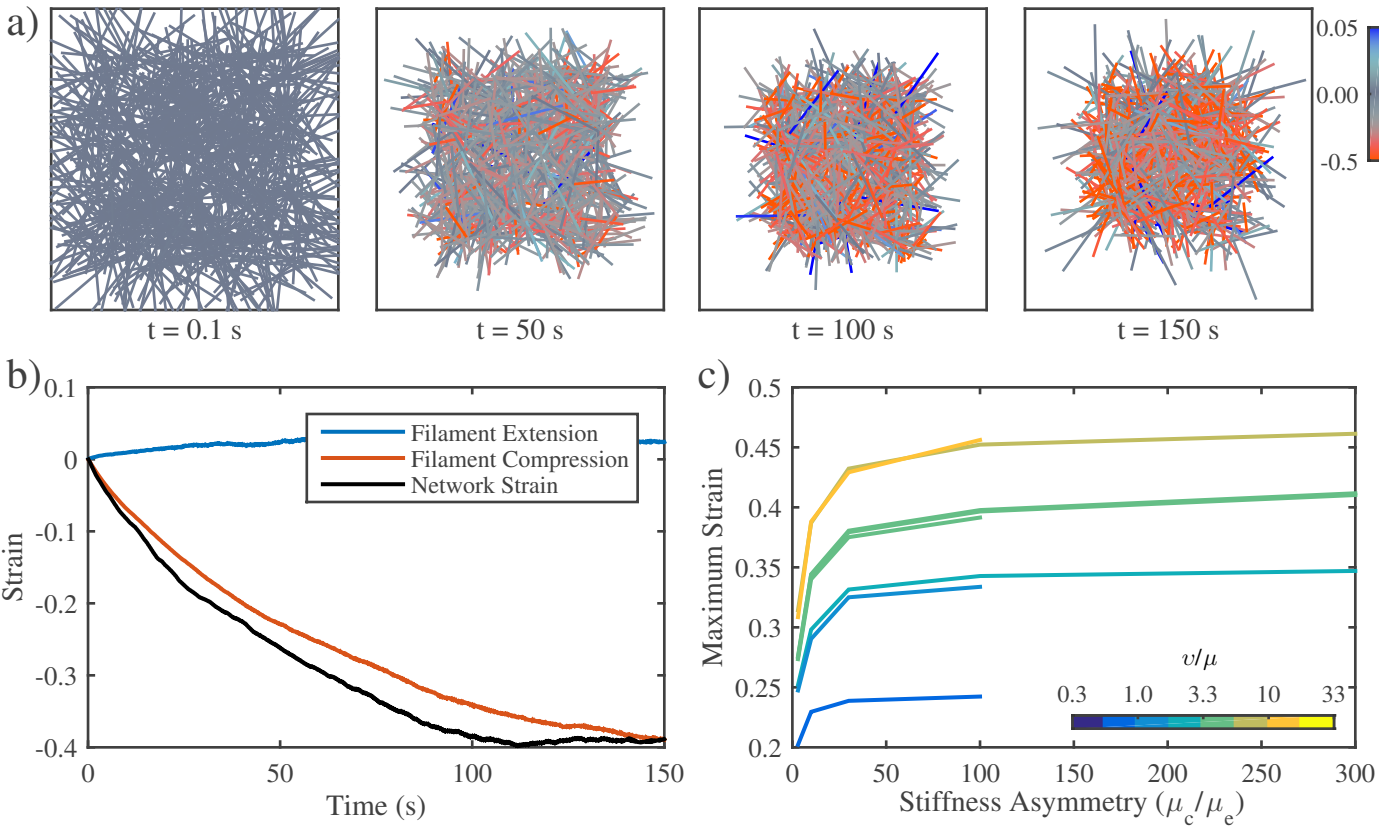 a)
0.05
0.00
-0.5
t = 0.1 s
t = 50 s
t = 100 s
t = 150 s
b)
0.1
0
-0.1
-0.2
-0.3
-0.4
Strain
Filament Extension
Filament Compression
Network Strain
0 50 100 150
Time (s)
c)
0.5
0.45
0.4
0.35
0.3
0.25
0.2
Maximum Strain
υ/μ
0.3 1.0 3.3 10 33
0 50 100 150 200 250 300
Stiffness Asymmetry (μ_c/μ_e)